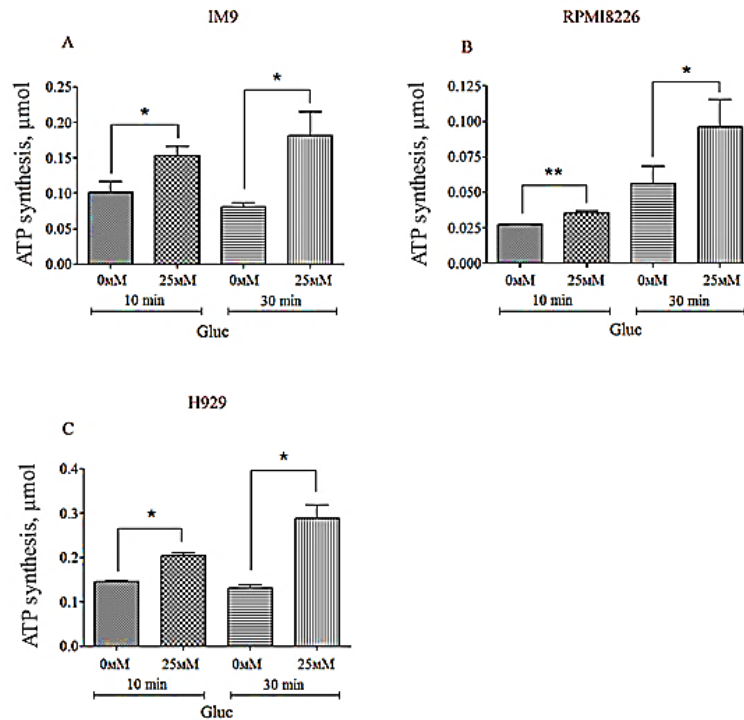 IM9
A
ATP synthesis, µmol
0.25
0.20
0.15
0.10
0.05
0.00
*
*
0мМ 25мМ 0мМ 25мМ
10 min 30 min
Gluc
RPMI8226
B
ATP synthesis, µmol
0.125
0.100
0.075
0.050
0.025
0.000
**
*
0мМ 25мМ 0мМ 25мМ
10 min 30 min
Gluc
H929
C
ATP synthesis, µmol
0.4
0.3
0.2
0.1
0.0
*
*
0мМ 25мМ 0мМ 25мМ
10 min 30 min
Gluc